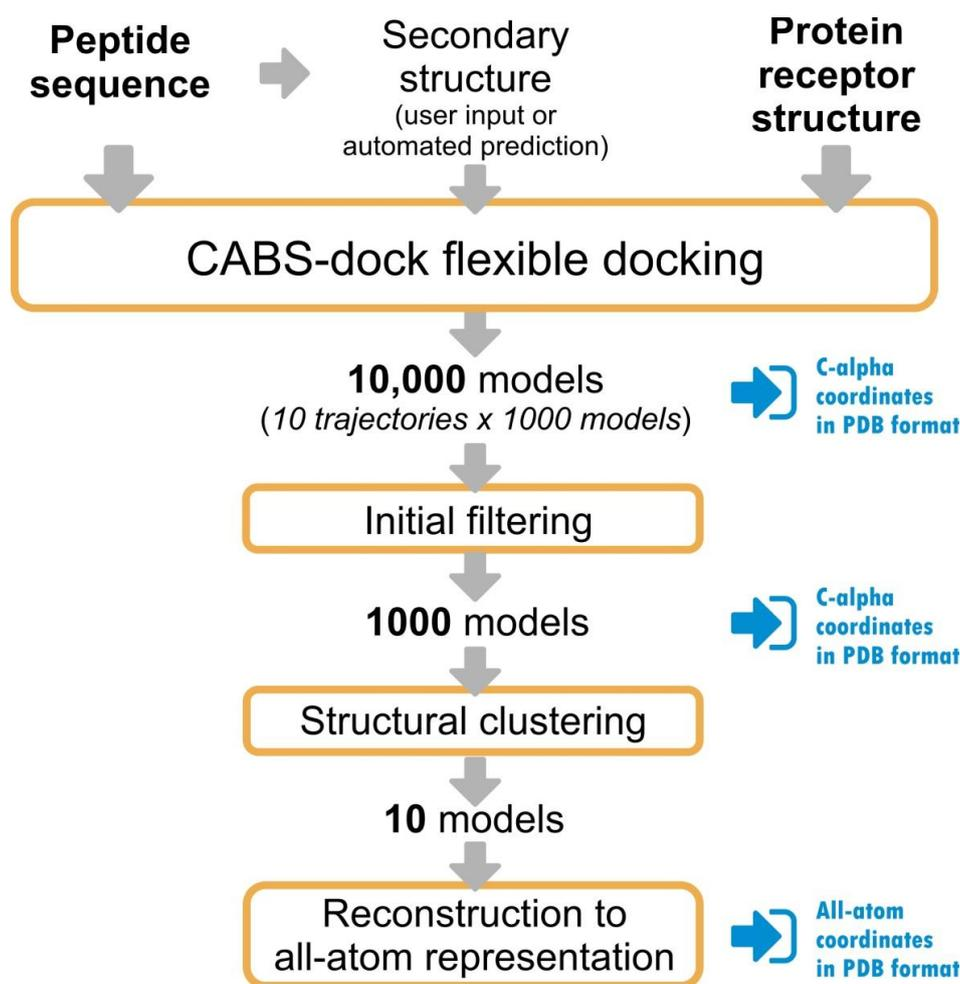 Peptide
sequence
Secondary
structure
(user input or
automated prediction)
Protein
receptor
structure
CABS-dock flexible docking
10,000 models
(10 trajectories x 1000 models)
C-alpha
coordinates
in PDB format
Initial filtering
1000 models
C-alpha
coordinates
in PDB format
Structural clustering
10 models
Reconstruction to
all-atom representation
All-atom
coordinates
in PDB format